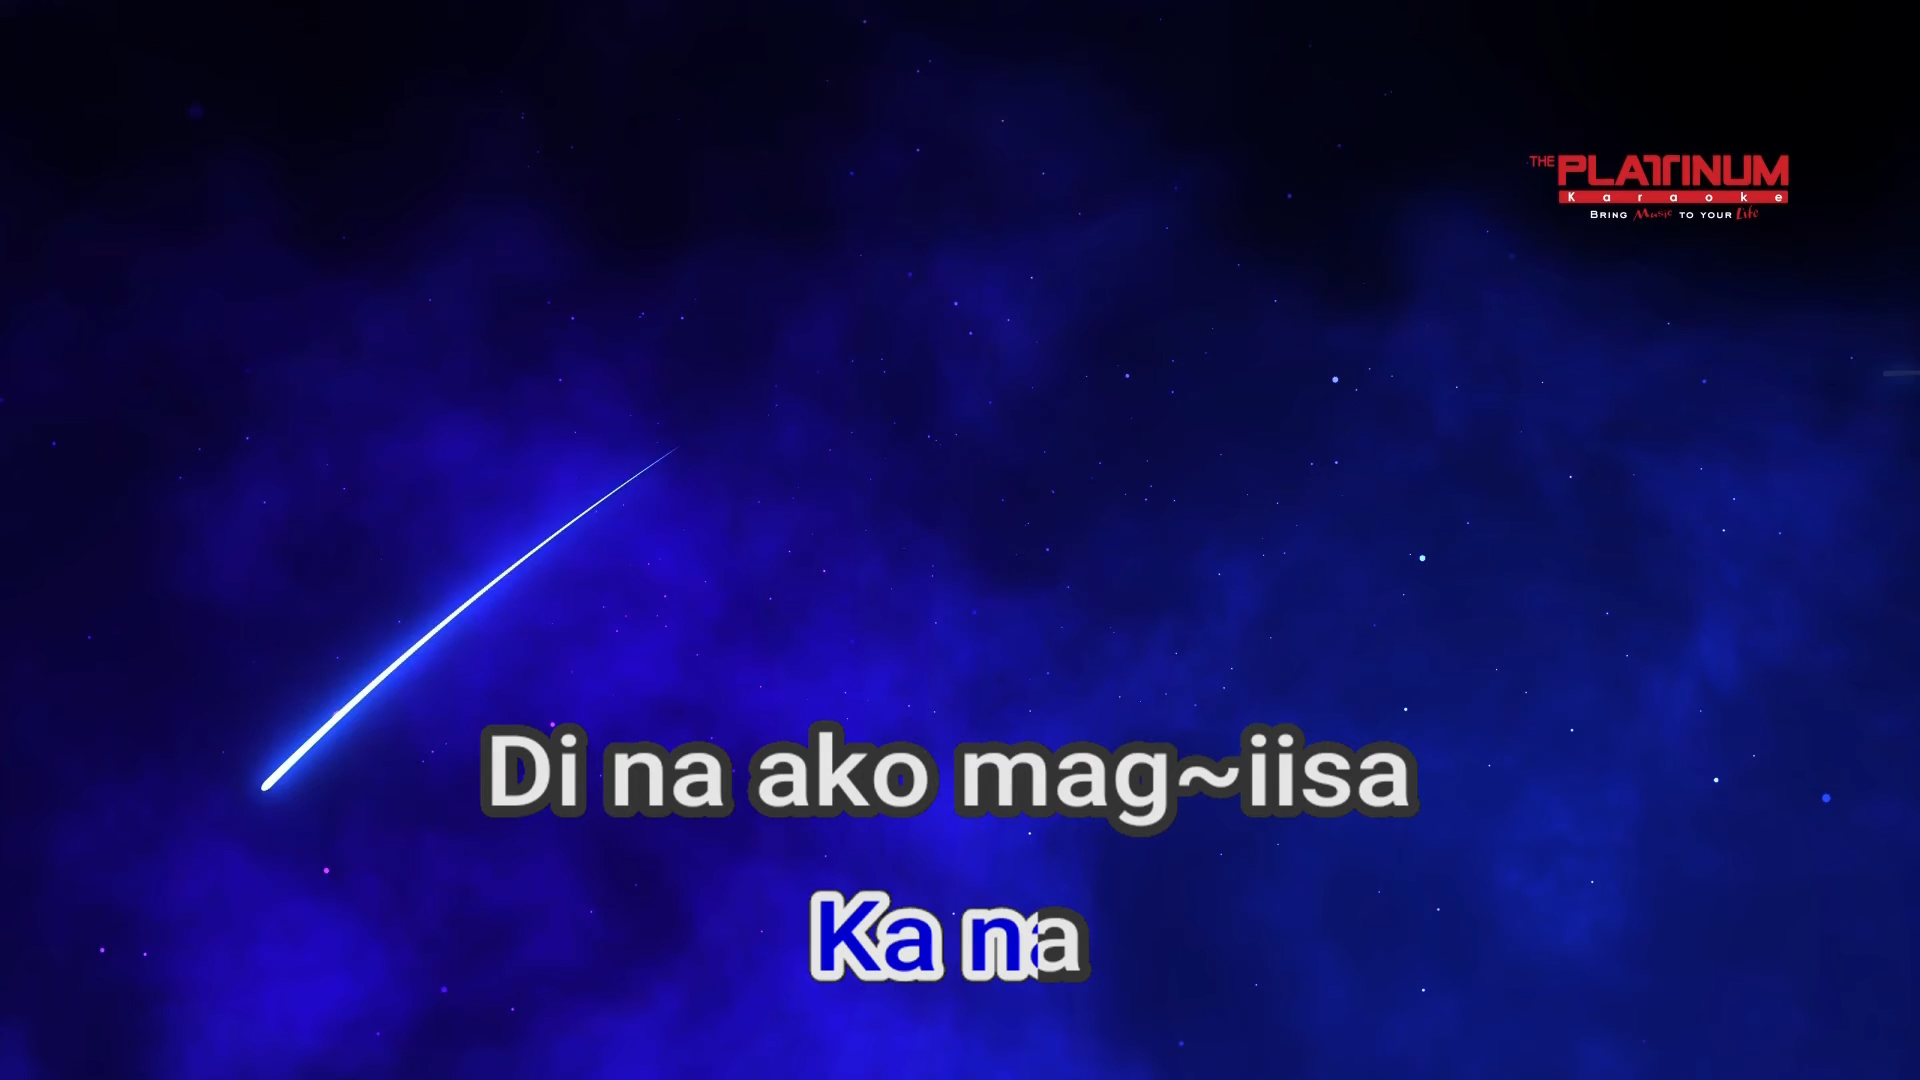 THE PLATINUM
Karaoke
BRING Music TO YOUR Life
Di na ako mag~iisa
Ka na